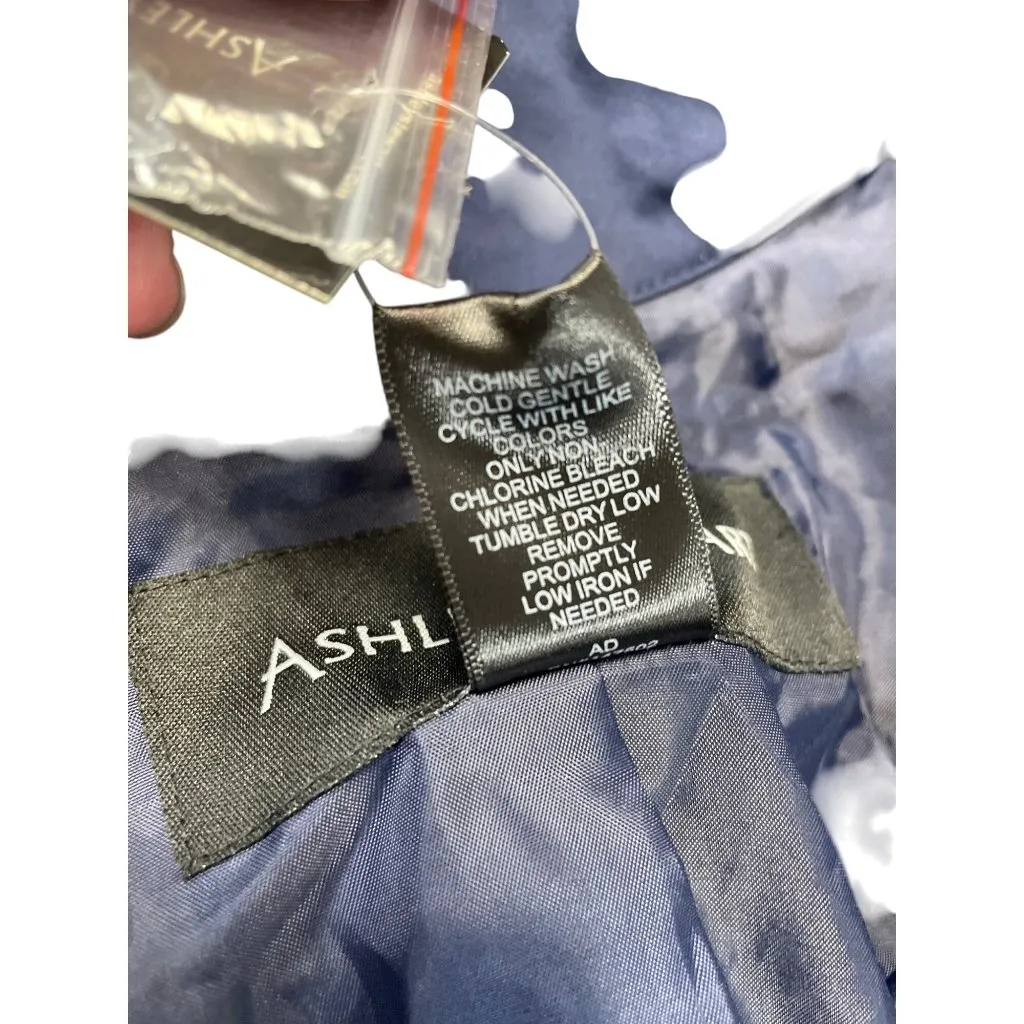 ASHLE
MACHINE WASH
COLD GENTLE
CYCLE WITH LIKE
COLORS
ONLY NON
CHLORINE BLEACH
WHEN NEEDED
TUMBLE DRY LOW
REMOVE
PROMPTLY
LOW IRON IF
NEEDED
AD
ASHL